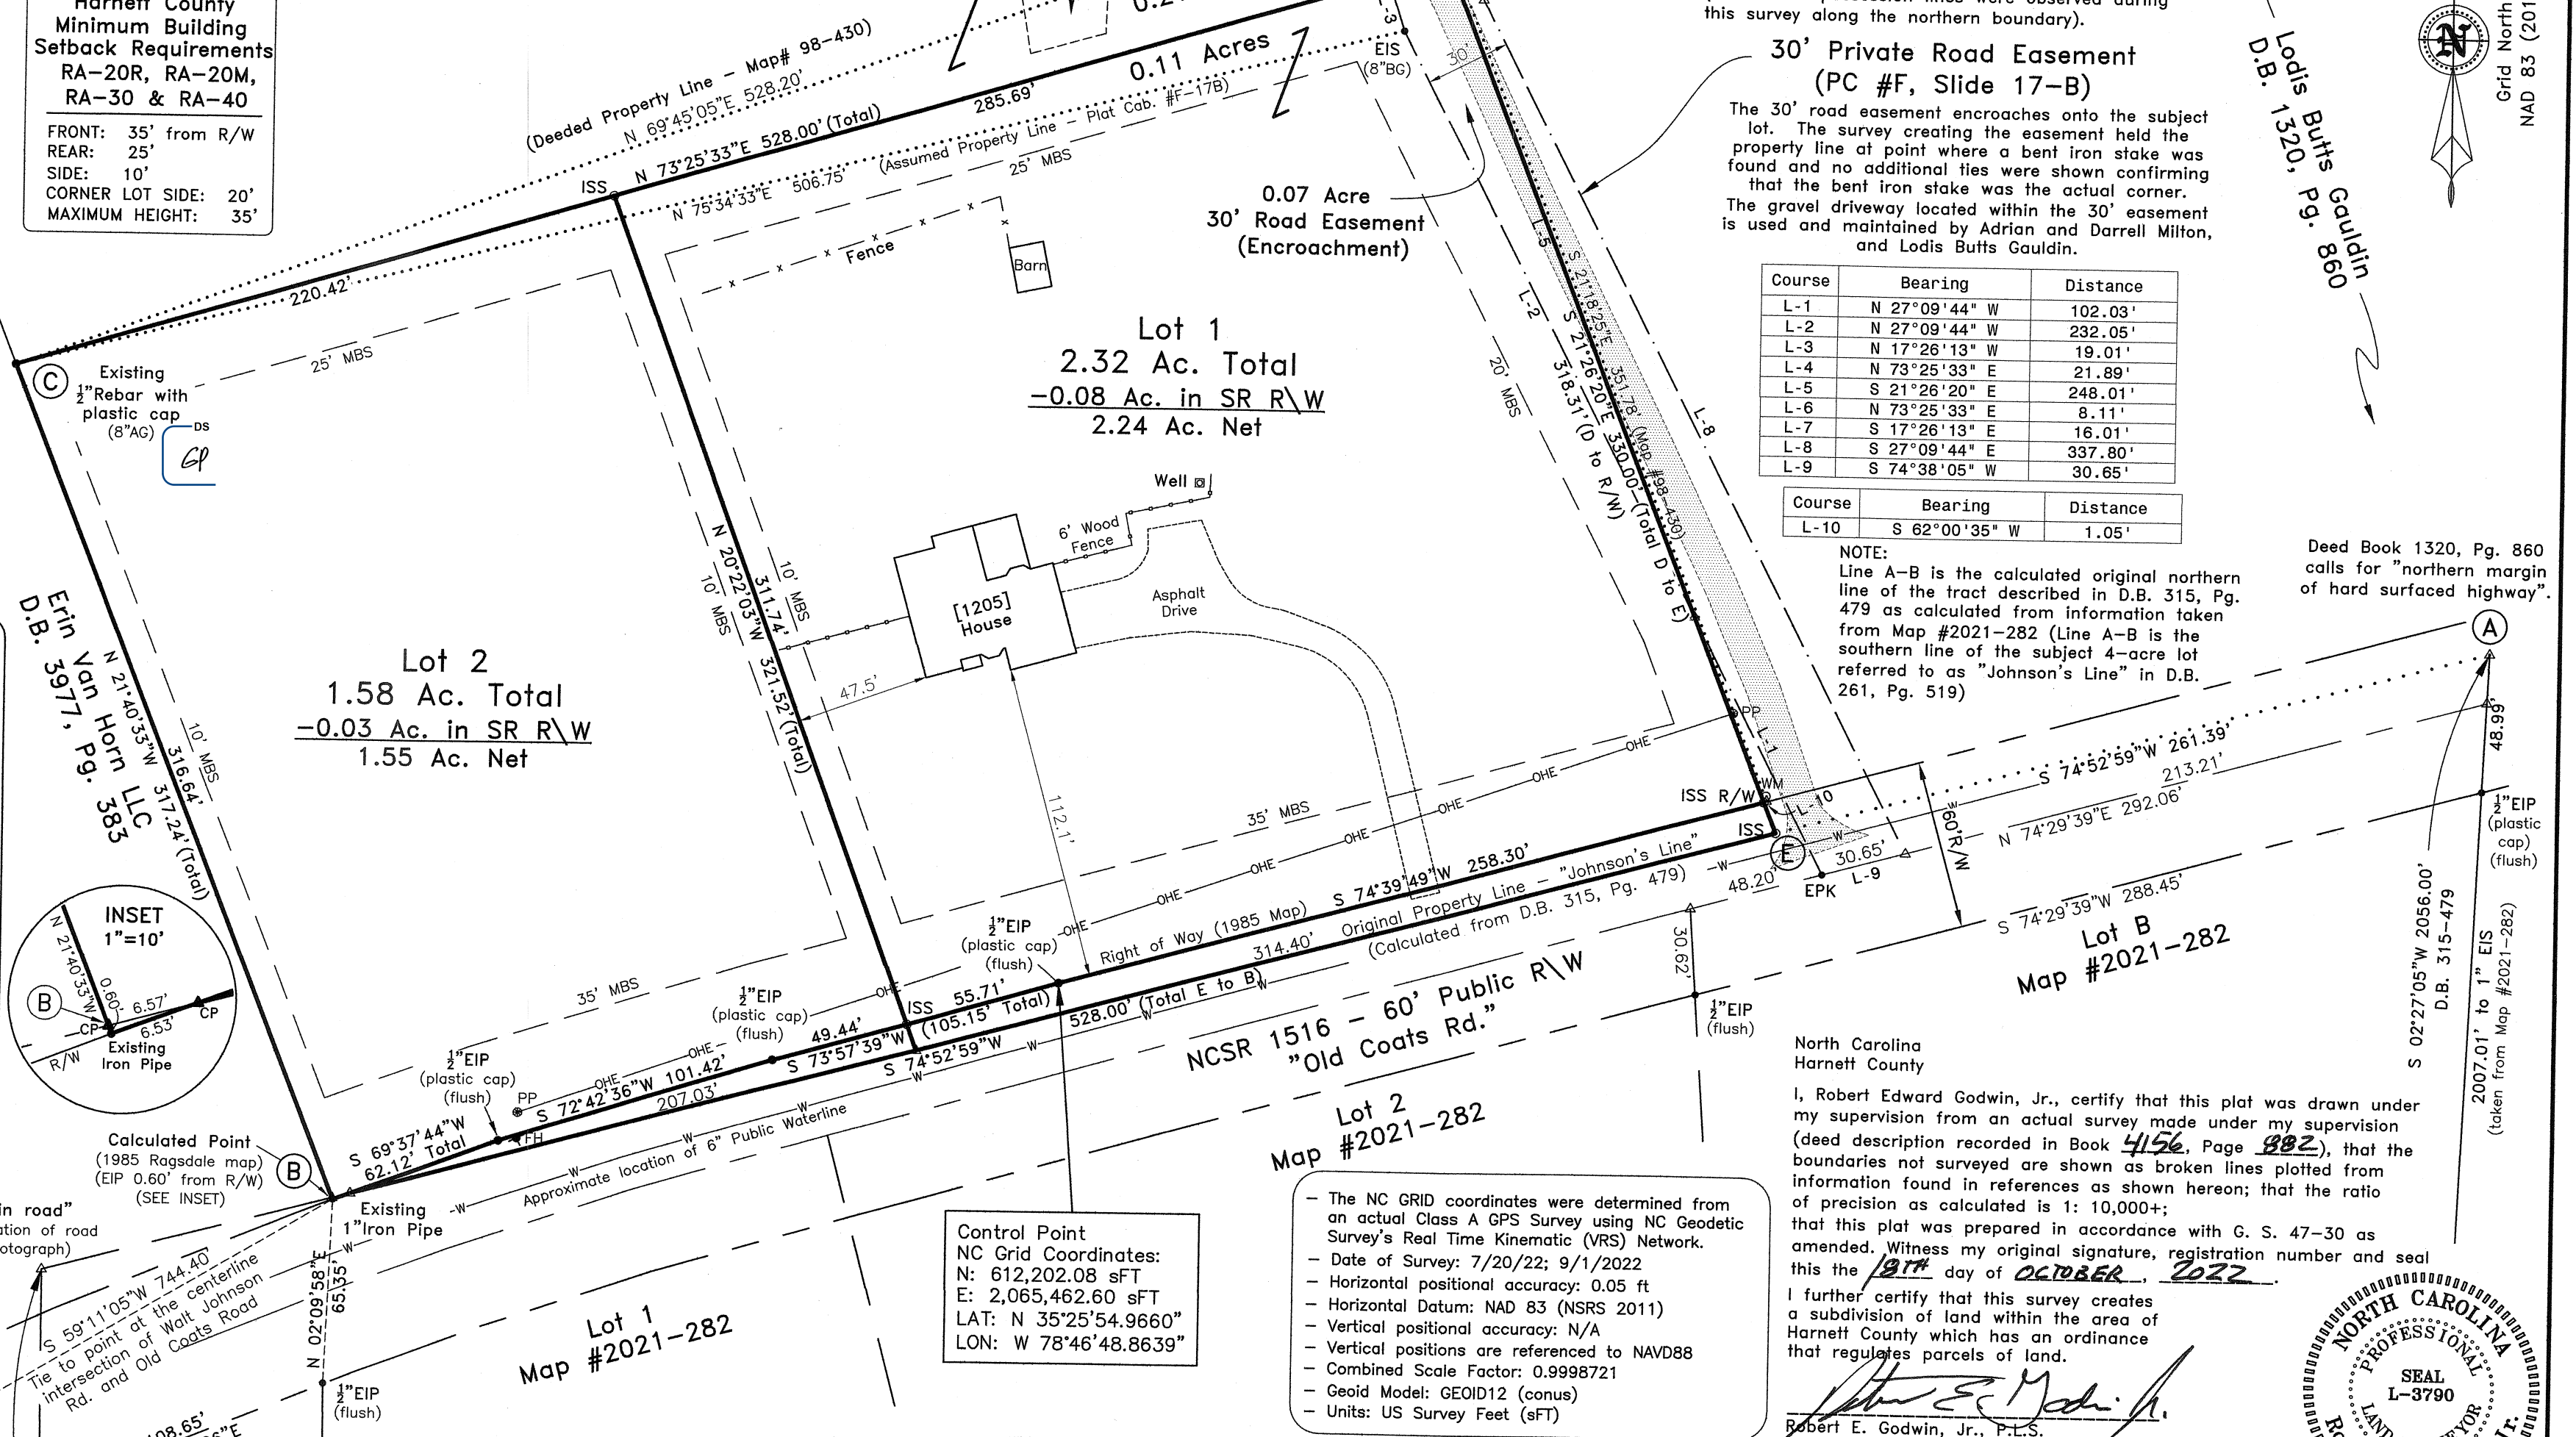 Harnett County
Minimum Building
Setback Requirements
RA-20R, RA-20M,
RA-30 & RA-40
FRONT: 35' from R/W
REAR: 25'
SIDE: 10'
CORNER LOT SIDE: 20'
MAXIMUM HEIGHT: 35'
(Deeded Property Line - Map# 98-430)
N 69°45'05"E 528.20'
N 73°25'33"E 528.00'(Total)
285.69'
0.11 Acres
N 75°34'33"E 506.75'
(Assumed Property Line - Plat Cab. #F-17B)
25' MBS
ISS
220.42'
25' MBS
Fence
Barn
EIS
(8"BG)
30'
this survey along the northern boundary).
30' Private Road Easement
(PC #F, Slide 17-B)
The 30' road easement encroaches onto the subject
lot. The survey creating the easement held the
property line at point where a bent iron stake was
found and no additional ties were shown confirming
that the bent iron stake was the actual corner.
The gravel driveway located within the 30' easement
is used and maintained by Adrian and Darrell Milton,
and Lodis Butts Gauldin.
0.07 Acre
30' Road Easement
(Encroachment)
Lodis Butts Gauldin
D.B. 1320, Pg. 860
N
Grid North
NAD 83 (201
Course Bearing Distance
L-1 N 27°09'44" W 102.03'
L-2 N 27°09'44" W 232.05'
L-3 N 17°26'13" W 19.01'
L-4 N 73°25'33" E 21.89'
L-5 S 21°26'20" E 248.01'
L-6 N 73°25'33" E 8.11'
L-7 S 17°26'13" E 16.01'
L-8 S 27°09'44" E 337.80'
L-9 S 74°38'05" W 30.65'
Course Bearing Distance
L-10 S 62°00'35" W 1.05'
NOTE:
Line A-B is the calculated original northern
line of the tract described in D.B. 315, Pg.
479 as calculated from information taken
from Map #2021-282 (Line A-B is the
southern line of the subject 4-acre lot
referred to as "Johnson's Line" in D.B.
261, Pg. 519)
Deed Book 1320, Pg. 860
calls for "northern margin
of hard surfaced highway".
A
C
Existing
½"Rebar with
plastic cap
(8"AG)
DS
GP
Lot 1
2.32 Ac. Total
-0.08 Ac. in SR R\W
2.24 Ac. Net
Lot 2
1.58 Ac. Total
-0.03 Ac. in SR R\W
1.55 Ac. Net
Erin Van Horn LLC
D.B. 3977, Pg. 383
N 21°40'33"W 316.64'
317.24'(Total)
10' MBS
N 20°22'03"W 321.52'(Total)
311.74'
10' MBS
10' MBS
Well
6' Wood
Fence
[1205]
House
Asphalt
Drive
47.5'
112.1'
L-3
L-5
S 21°18'25"E 351.78' (Map #98-430)
S 21°26'20"E 330.00' (Total D to E)
318.31'(D to R/W)
L-2
L-8
20' MBS
PP
L-1
WM
L-10
ISS R/W
ISS
E
OHE
OHE
OHE
OHE
OHE
OHE
OHE
OHE
OHE
OHE
35' MBS
35' MBS
S 74°52'59"W 261.39'
213.21'
N 74°29'39"E 292.06'
S 74°29'39"W 288.45'
60'R/W
48.99'
½"EIP
(plastic
cap)
(flush)
30.65'
L-9
EPK
48.20'
30.62'
½"EIP
(flush)
S 02°27'05"W 2056.00'
D.B. 315-479
2007.01' to 1" EIS
(taken from Map #2021-282)
Lot B
Map #2021-282
½"EIP
(plastic cap)
(flush)
Right of Way (1985 Map) S 74°39'49"W 258.30'
314.40' Original Property Line - "Johnson's Line"
(Calculated from D.B. 315, Pg. 479)
ISS
55.71'
(105.15' Total)
528.00' (Total E to B)
S 74°52'59"W
49.44'
S 73°57'39"W
½"EIP
(plastic cap)
(flush)
½"EIP
(plastic cap)
(flush)
PP
FH
S 72°42'36"W 101.42'
207.03'
S 69°37'44"W
62.12' Total
W
W
W
W
W
W
W
W
W
W
W
NCSR 1516 - 60' Public R\W
"Old Coats Rd."
Approximate location of 6" Public Waterline
INSET
1"=10'
N 21°40'33"W
0.60'
B
6.57'
CP
CP
6.53'
R/W
Existing
Iron Pipe
Calculated Point
(1985 Ragsdale map)
(EIP 0.60' from R/W)
(SEE INSET)
B
Existing
1"Iron Pipe
in road"
otograph)
S 59°11'05"W 744.40'
Tie to point at the centerline
intersection of Walt Johnson
Rd. and Old Coats Road
N 02°09'58"E
65.35'
½"EIP
(flush)
Lot 1
Map #2021-282
Lot 2
Map #2021-282
Control Point
NC Grid Coordinates:
N: 612,202.08 sFT
E: 2,065,462.60 sFT
LAT: N 35°25'54.9660"
LON: W 78°46'48.8639"
- The NC GRID coordinates were determined from
an actual Class A GPS Survey using NC Geodetic
Survey's Real Time Kinematic (VRS) Network.
- Date of Survey: 7/20/22; 9/1/2022
- Horizontal positional accuracy: 0.05 ft
- Horizontal Datum: NAD 83 (NSRS 2011)
- Vertical positional accuracy: N/A
- Vertical positions are referenced to NAVD88
- Combined Scale Factor: 0.9998721
- Geoid Model: GEOID12 (conus)
- Units: US Survey Feet (sFT)
North Carolina
Harnett County
I, Robert Edward Godwin, Jr., certify that this plat was drawn under
my supervision from an actual survey made under my supervision
(deed description recorded in Book 4156, Page 882), that the
boundaries not surveyed are shown as broken lines plotted from
information found in references as shown hereon; that the ratio
of precision as calculated is 1: 10,000+;
that this plat was prepared in accordance with G. S. 47-30 as
amended. Witness my original signature, registration number and seal
this the 18TH day of OCTOBER, 2022.
I further certify that this survey creates
a subdivision of land within the area of
Harnett County which has an ordinance
that regulates parcels of land.
Robert E. Godwin, Jr., P.L.S.
NORTH CAROLINA
PROFESSIONAL
SEAL
L-3790